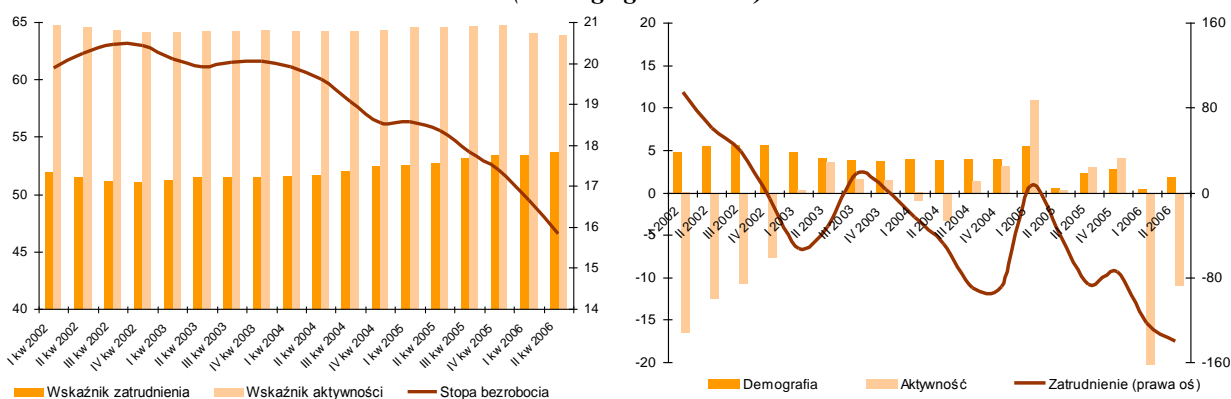 65
60
55
50
45
40
21
20
19
18
17
16
15
14
I kw 2002
II kw 2002
III kw 2002
IV kw 2002
I kw 2003
II kw 2003
III kw 2003
IV kw 2003
I kw 2004
II kw 2004
III kw 2004
IV kw 2004
I kw 2005
II kw 2005
III kw 2005
IV kw 2005
I kw 2006
II kw 2006
Wskaźnik zatrudnienia
Wskaźnik aktywności
Stopa bezrobocia
20
15
10
5
0
-5
-10
-15
-20
160
80
0
-80
-160
I 2002
II 2002
III 2002
IV 2002
I 2003
II 2003
III 2003
IV 2003
I 2004
II 2004
III 2004
IV 2004
I 2005
II 2005
III 2005
IV 2005
I 2006
II 2006
Demografia
Aktywność
Zatrudnienie (prawa oś)